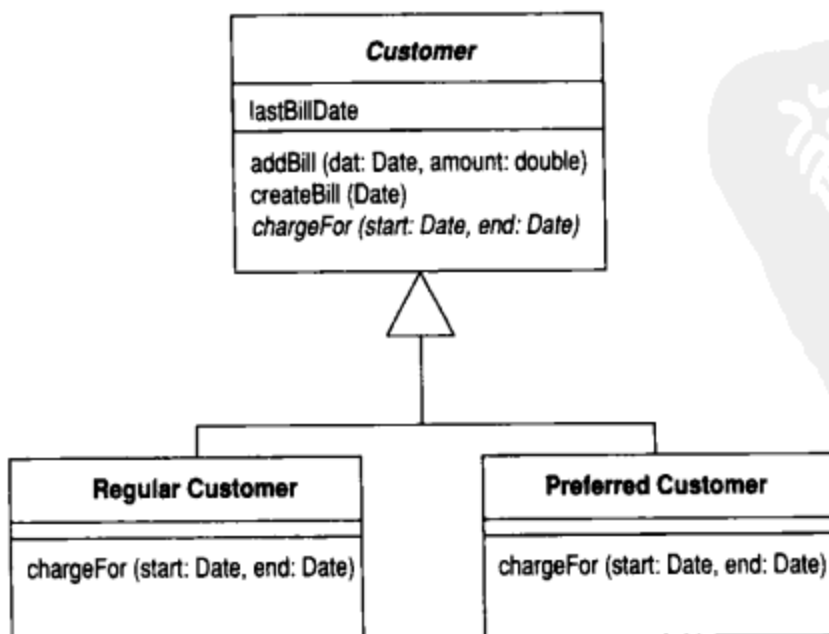 Customer
lastBillDate
addBill (dat: Date, amount: double)
createBill (Date)
chargeFor (start: Date, end: Date)
Regular Customer
Preferred Customer
chargeFor (start: Date, end: Date)
chargeFor (start: Date, end: Date)